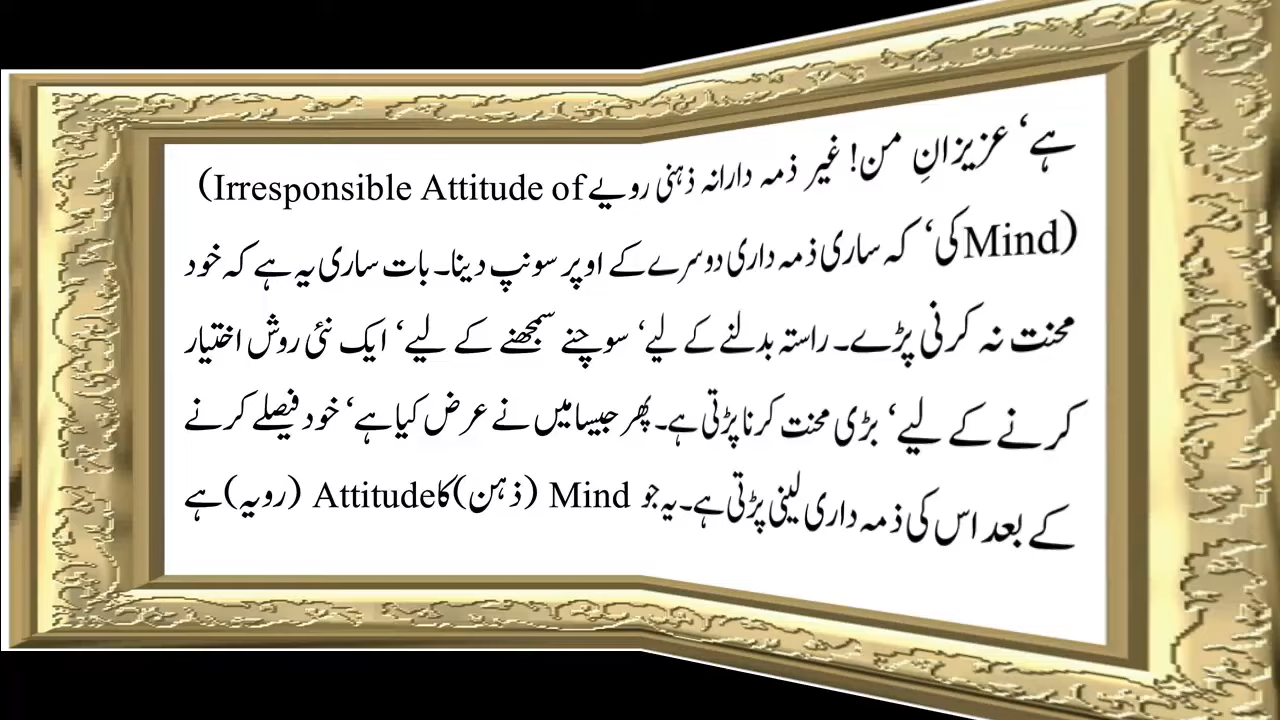 ہے‘ عزیزانِ من! غیر ذمہ دارانہ ذہنی رویے (Irresponsible Attitude of
Mind) کی‘ کہ ساری ذمہ داری دوسرے کے اوپر سونپ دینا۔ بات ساری یہ ہے کہ خود
محنت نہ کرنی پڑے۔ راستہ بدلنے کے لیے‘ سوچنے سمجھنے کے لیے‘ ایک نئی روش اختیار
کرنے کے لیے‘ بڑی محنت کرنا پڑتی ہے۔ پھر جیسا میں نے عرض کیا ہے‘ خود فیصلے کرنے
کے بعد اس کی ذمہ داری لینی پڑتی ہے۔ یہ جو Mind (ذہن) کا Attitude (رویہ) ہے